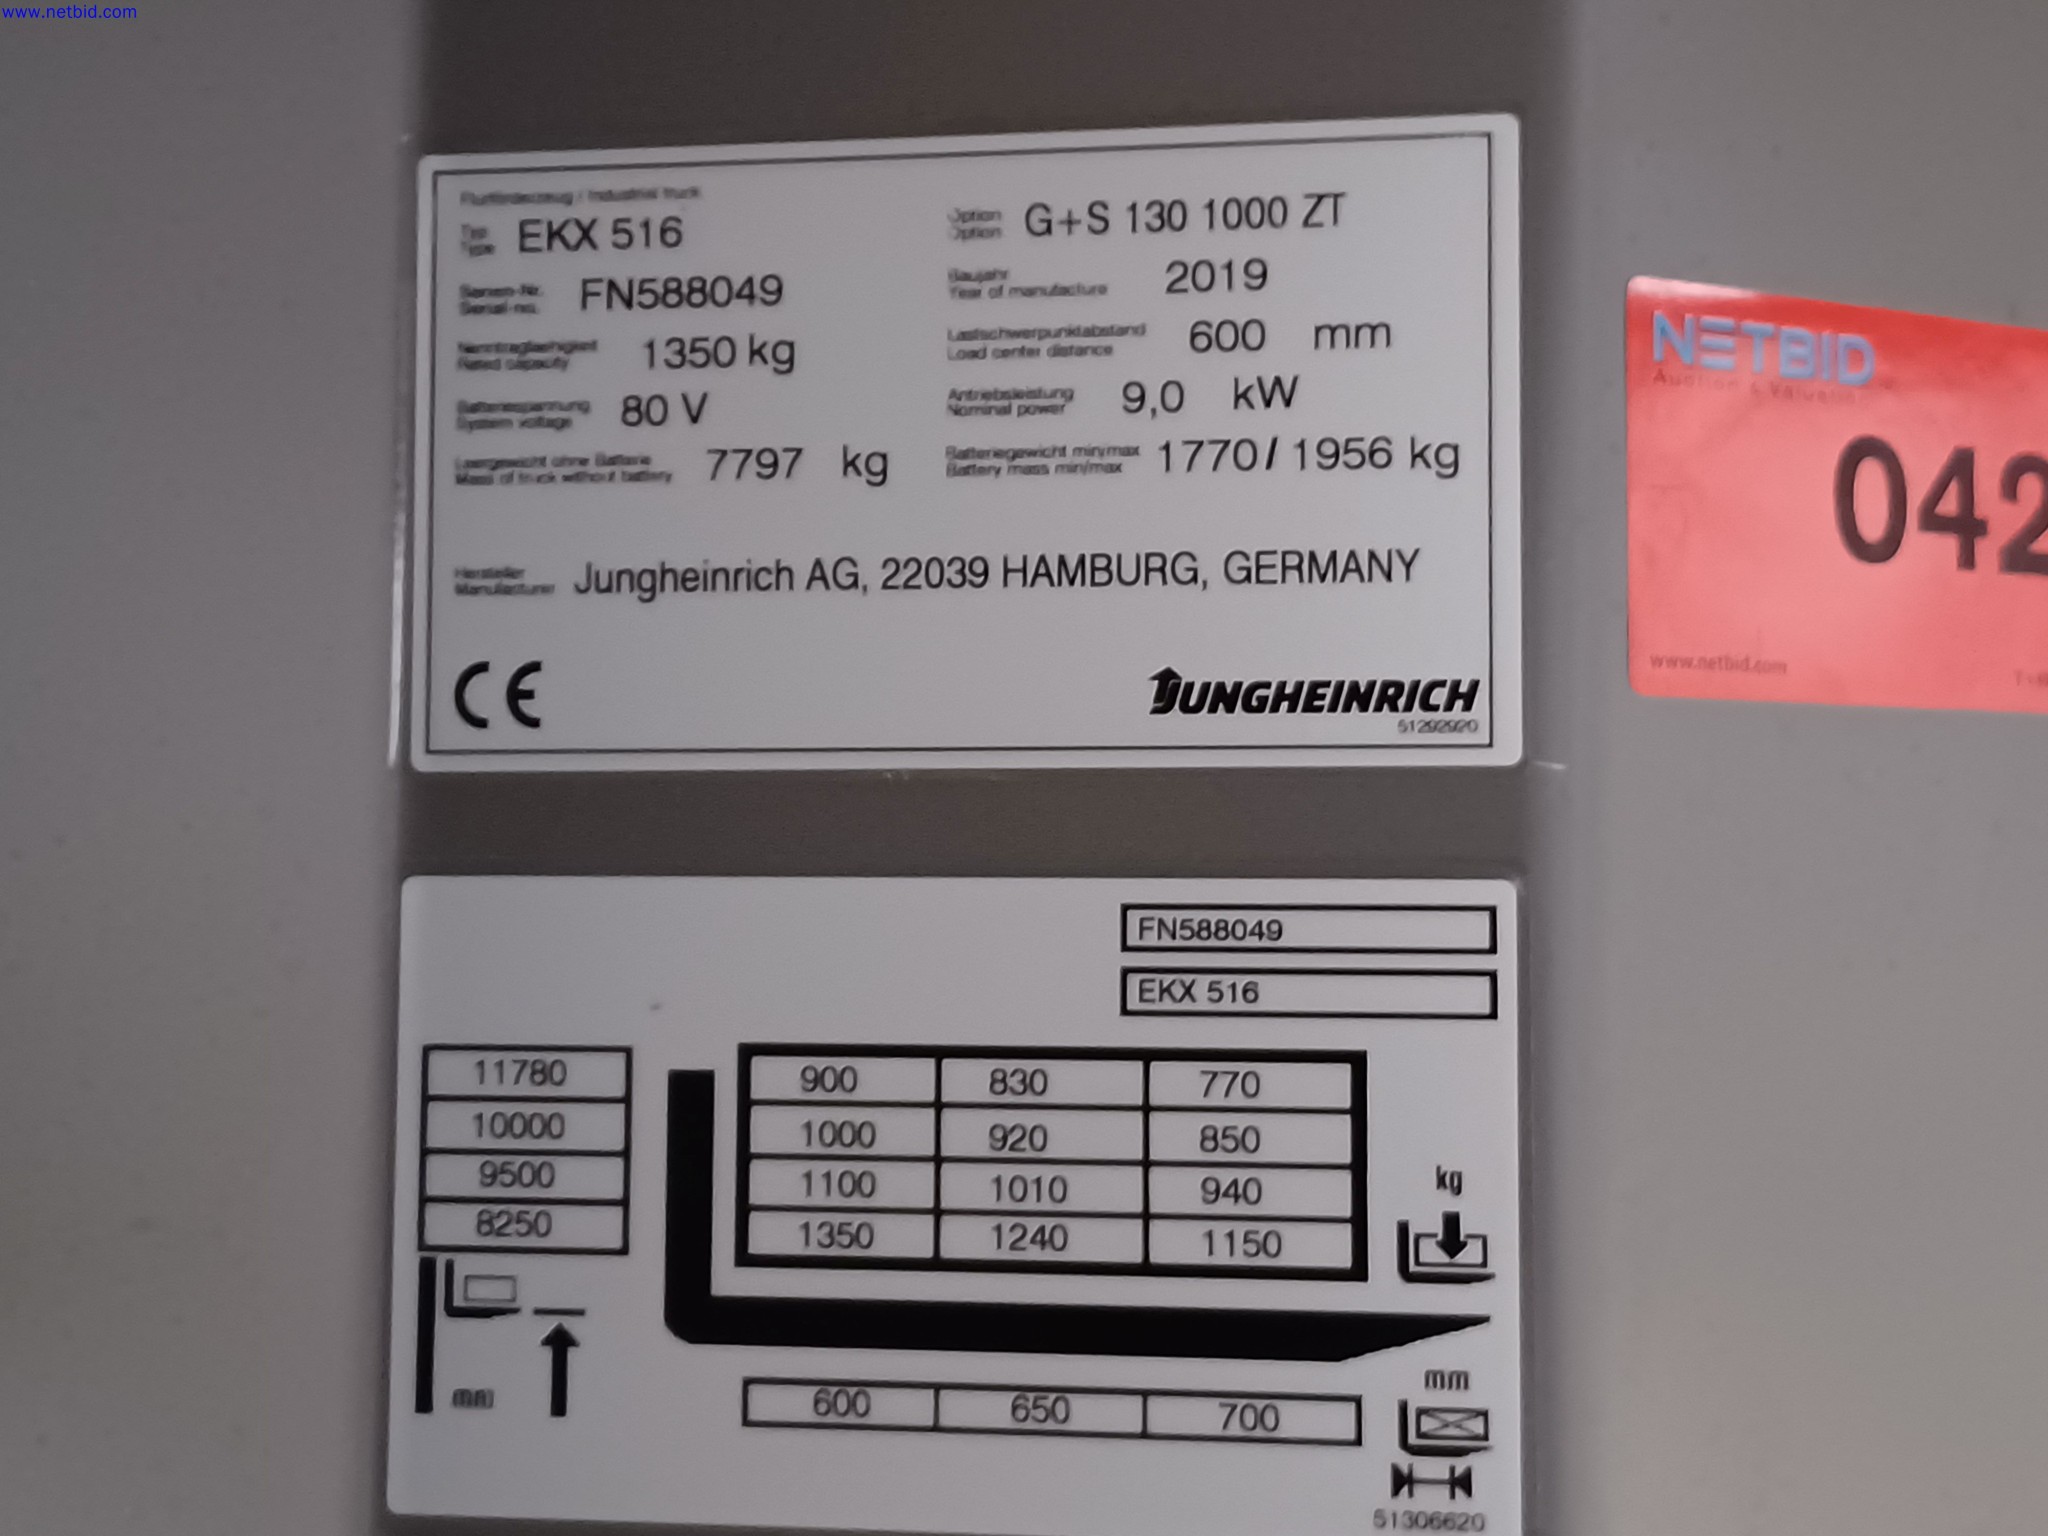 www.netbid.com
Flurförderzeug / Industrial truck
Typ
Type EKX 516
Option
Option G+S 130 1000 ZT
Serien-Nr.
Serial-no. FN588049
Baujahr
Year of manufacture 2019
Nenntragfaehigkeit
Rated capacity 1350 kg
Lastschwerpunktabstand
Load center distance 600 mm
Batteriespannung
System voltage 80 V
Antriebsleistung
Nominal power 9,0 kW
Leergewicht ohne Batterie
Mass of truck without battery 7797 kg
Batteriegewicht min/max
Battery mass min/max 1770/ 1956 kg
Hersteller
Manufacturer Jungheinrich AG, 22039 HAMBURG, GERMANY
CE
JUNGHEINRICH
51292920
NETBID
042
www.netbid.com
FN588049
EKX 516
11780 900 830 770
10000 1000 920 850
9500 1100 1010 940
8250 1350 1240 1150
kg
mm
600 650 700
mm
51306620